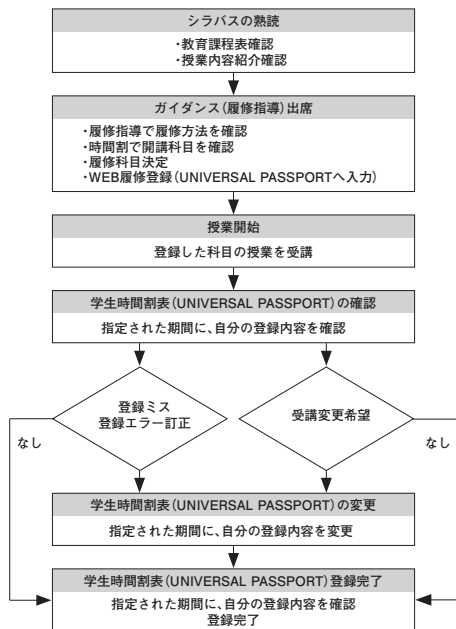 シラバスの熟読
・教育課程表確認
・授業内容紹介確認
ガイダンス(履修指導)出席
・履修指導で履修方法を確認
・時間割で開講科目を確認
・履修科目決定
・WEB履修登録(UNIVERSAL PASSPORTへ入力)
授業開始
登録した科目の授業を受講
学生時間割表(UNIVERSAL PASSPORT)の確認
指定された期間に、自分の登録内容を確認
登録ミス
登録エラー訂正
受講変更希望
なし
なし
学生時間割表(UNIVERSAL PASSPORT)の変更
指定された期間に、自分の登録内容を変更
学生時間割表(UNIVERSAL PASSPORT)登録完了
指定された期間に、自分の登録内容を確認
登録完了